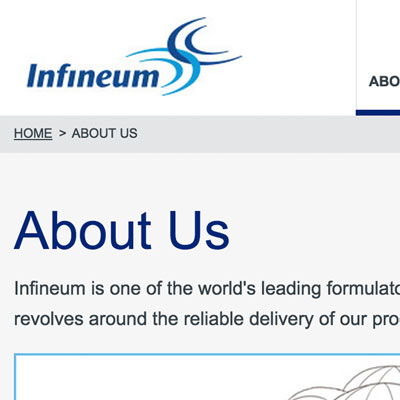 Infineum
ABO
HOME > ABOUT US
About Us
Infineum is one of the world's leading formulato
revolves around the reliable delivery of our pro